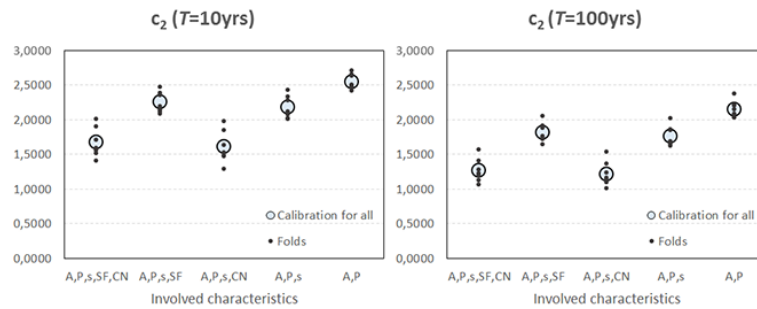 c₂ (T=10yrs)
3,0000
2,5000
2,0000
1,5000
1,0000
0,5000
0,0000
Calibration for all
Folds
A,P,s,SF,CN A,P,s,SF A,P,s,CN A,P,s A,P
Involved characteristics
c₂ (T=100yrs)
3,0000
2,5000
2,0000
1,5000
1,0000
0,5000
0,0000
Calibration for all
Folds
A,P,s,SF,CN A,P,s,SF A,P,s,CN A,P,s A,P
Involved characteristics